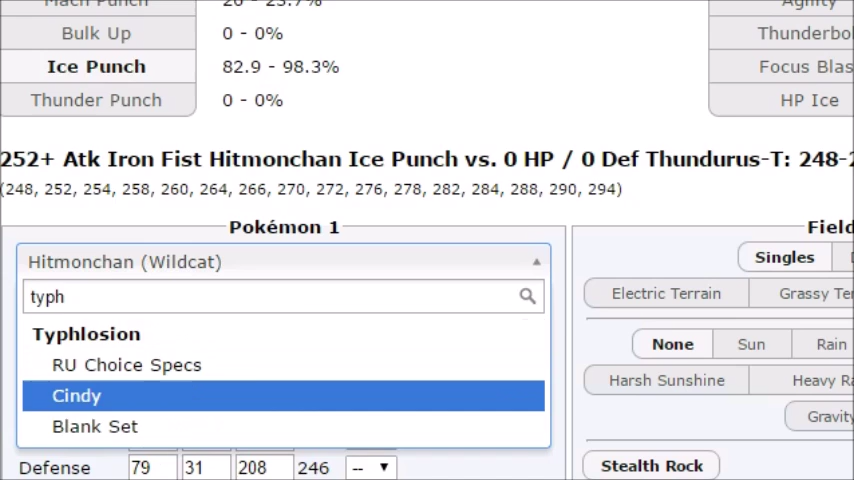 Mach Punch 20 - 23.7% Agility
Bulk Up 0 - 0% Thunderbol
Ice Punch 82.9 - 98.3% Focus Blas
Thunder Punch 0 - 0% HP Ice
252+ Atk Iron Fist Hitmonchan Ice Punch vs. 0 HP / 0 Def Thundurus-T: 248-2
(248, 252, 254, 258, 260, 264, 266, 270, 272, 276, 278, 282, 284, 288, 290, 294)
Pokémon 1 Field
Hitmonchan (Wildcat) Singles
typh Electric Terrain Grassy Te
Typhlosion None Sun Rain
RU Choice Specs
Cindy Harsh Sunshine Heavy Ra
Blank Set Gravity
Defense 79 31 208 246 -- Stealth Rock